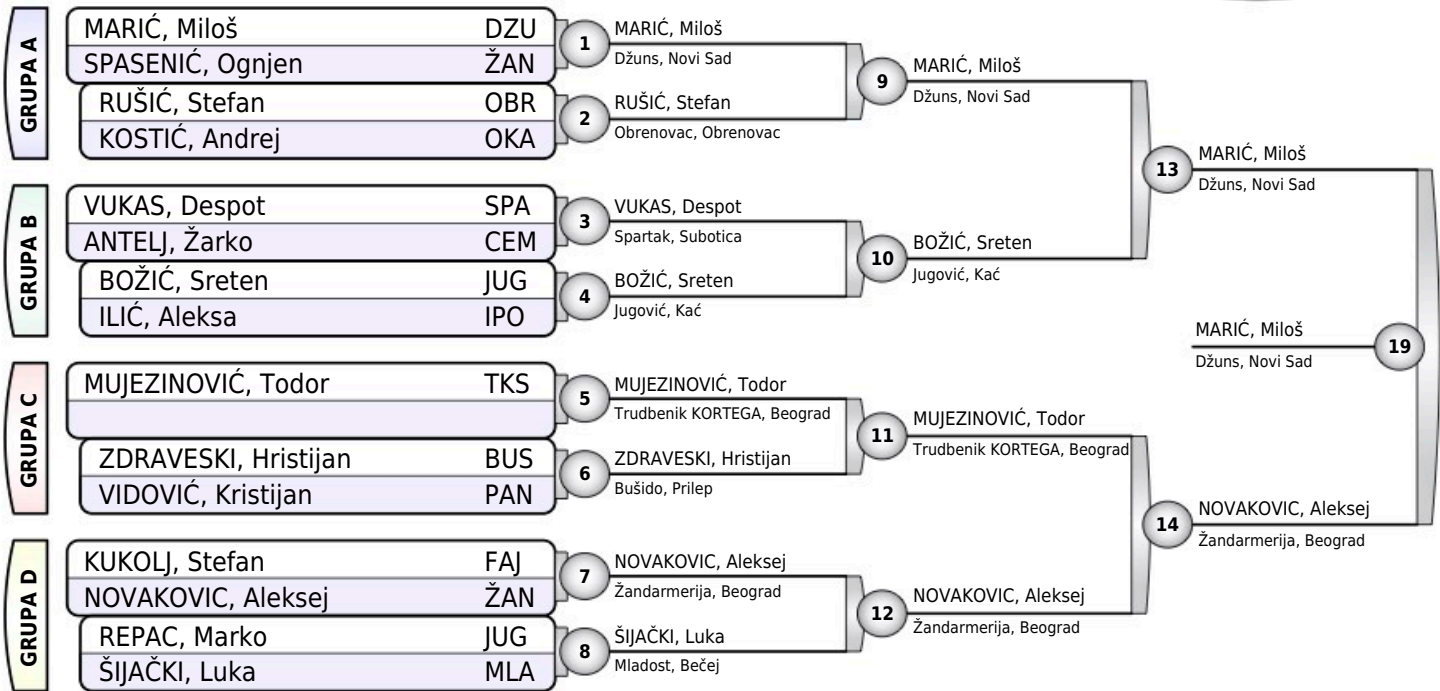 GRUPA A
MARIĆ, Miloš DZU
SPASENIĆ, Ognjen ŽAN
RUŠIĆ, Stefan OBR
KOSTIĆ, Andrej OKA
1
MARIĆ, Miloš
Džuns, Novi Sad
2
RUŠIĆ, Stefan
Obrenovac, Obrenovac
9
MARIĆ, Miloš
Džuns, Novi Sad
GRUPA B
VUKAS, Despot SPA
ANTELJ, Žarko CEM
BOŽIĆ, Sreten JUG
ILIĆ, Aleksa IPO
3
VUKAS, Despot
Spartak, Subotica
4
BOŽIĆ, Sreten
Jugović, Kać
10
BOŽIĆ, Sreten
Jugović, Kać
13
MARIĆ, Miloš
Džuns, Novi Sad
GRUPA C
MUJEZINOVIĆ, Todor TKS
ZDRAVESKI, Hristijan BUS
VIDOVIĆ, Kristijan PAN
5
MUJEZINOVIĆ, Todor
Trudbenik KORTEGA, Beograd
6
ZDRAVESKI, Hristijan
Bušido, Prilep
11
MUJEZINOVIĆ, Todor
Trudbenik KORTEGA, Beograd
GRUPA D
KUKOLJ, Stefan FAJ
NOVAKOVIC, Aleksej ŽAN
REPAC, Marko JUG
ŠIJAČKI, Luka MLA
7
NOVAKOVIC, Aleksej
Žandarmerija, Beograd
8
ŠIJAČKI, Luka
Mladost, Bečej
12
NOVAKOVIC, Aleksej
Žandarmerija, Beograd
14
NOVAKOVIC, Aleksej
Žandarmerija, Beograd
MARIĆ, Miloš
Džuns, Novi Sad
19